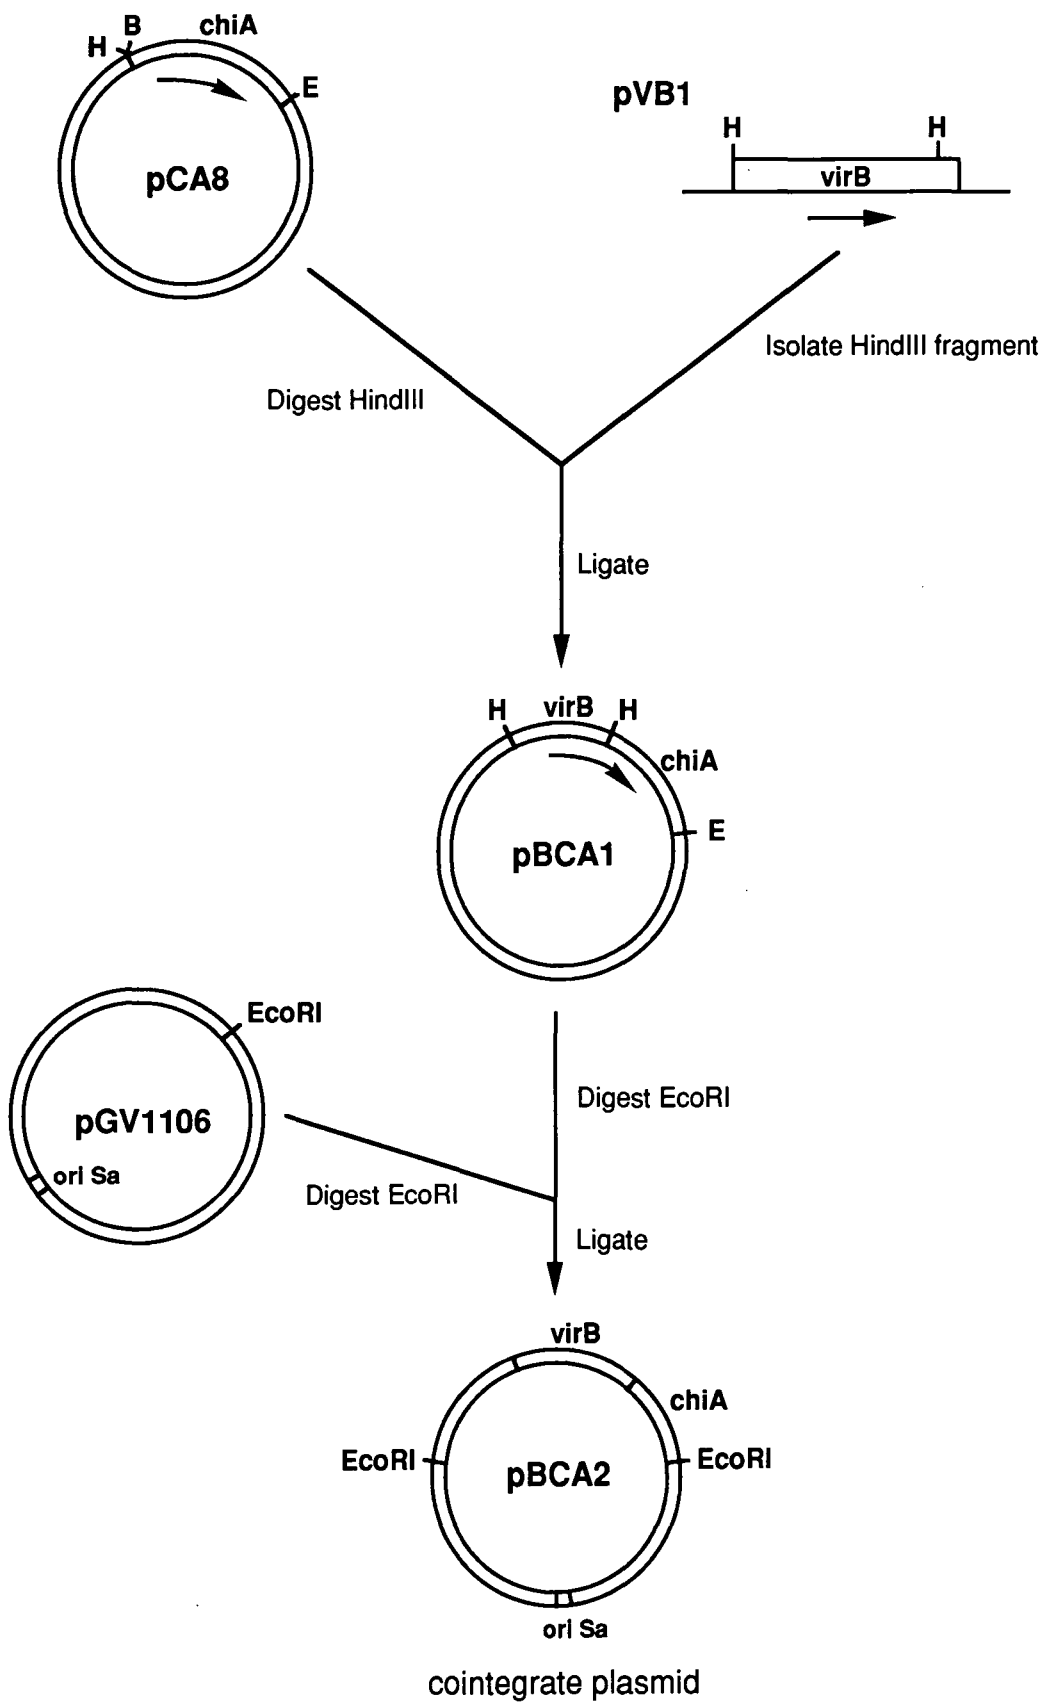 B
chiA
H
E
pCA8
pVB1
H
H
virB
Isolate HindIII fragment
Digest HindIII
Ligate
H
virB
H
chiA
E
pBCA1
EcoRI
pGV1106
ori Sa
Digest EcoRI
Digest EcoRI
Ligate
virB
chiA
EcoRI
EcoRI
pBCA2
ori Sa
cointegrate plasmid